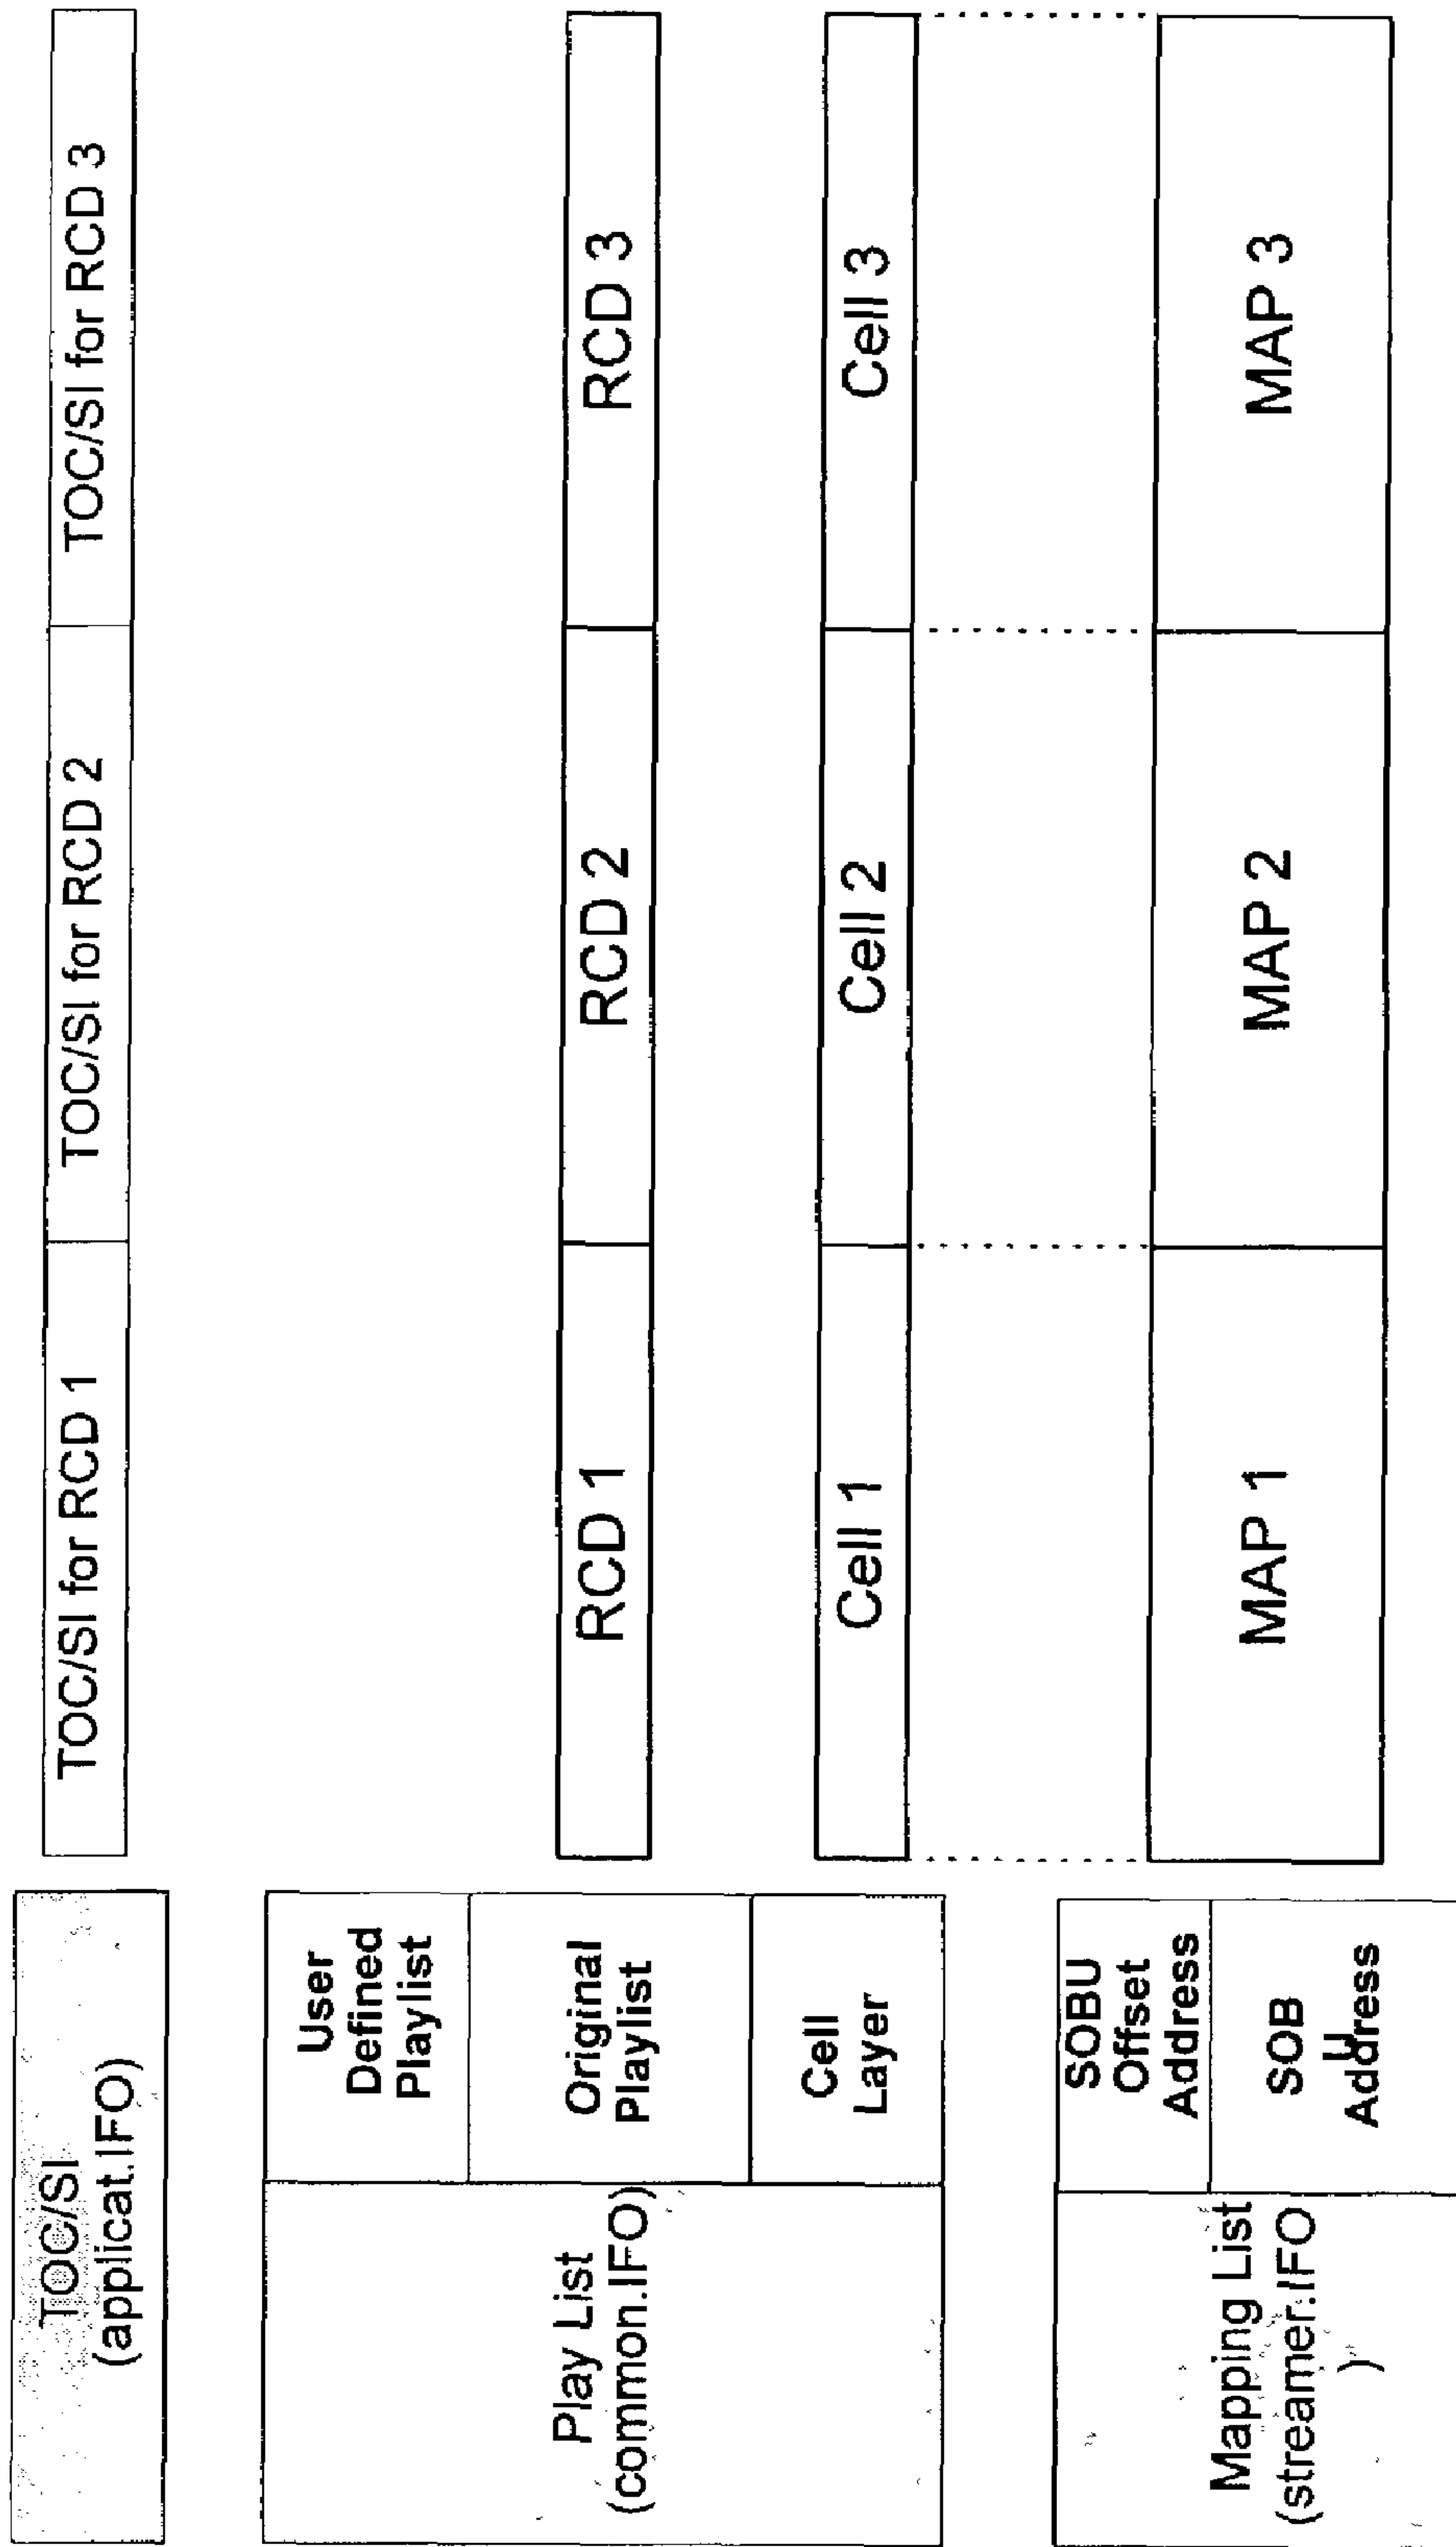 TOC/SI
(applicat.IFO)
TOC/SI for RCD 1
TOC/SI for RCD 2
TOC/SI for RCD 3
Play List
(common.IFO)
User
Defined
Playlist
Original
Playlist
RCD 1
RCD 2
RCD 3
Cell
Layer
Cell 1
Cell 2
Cell 3
Mapping List
(streamer.IFO
)
SOBU
Offset
Address
SOB
U
Address
MAP 1
MAP 2
MAP 3